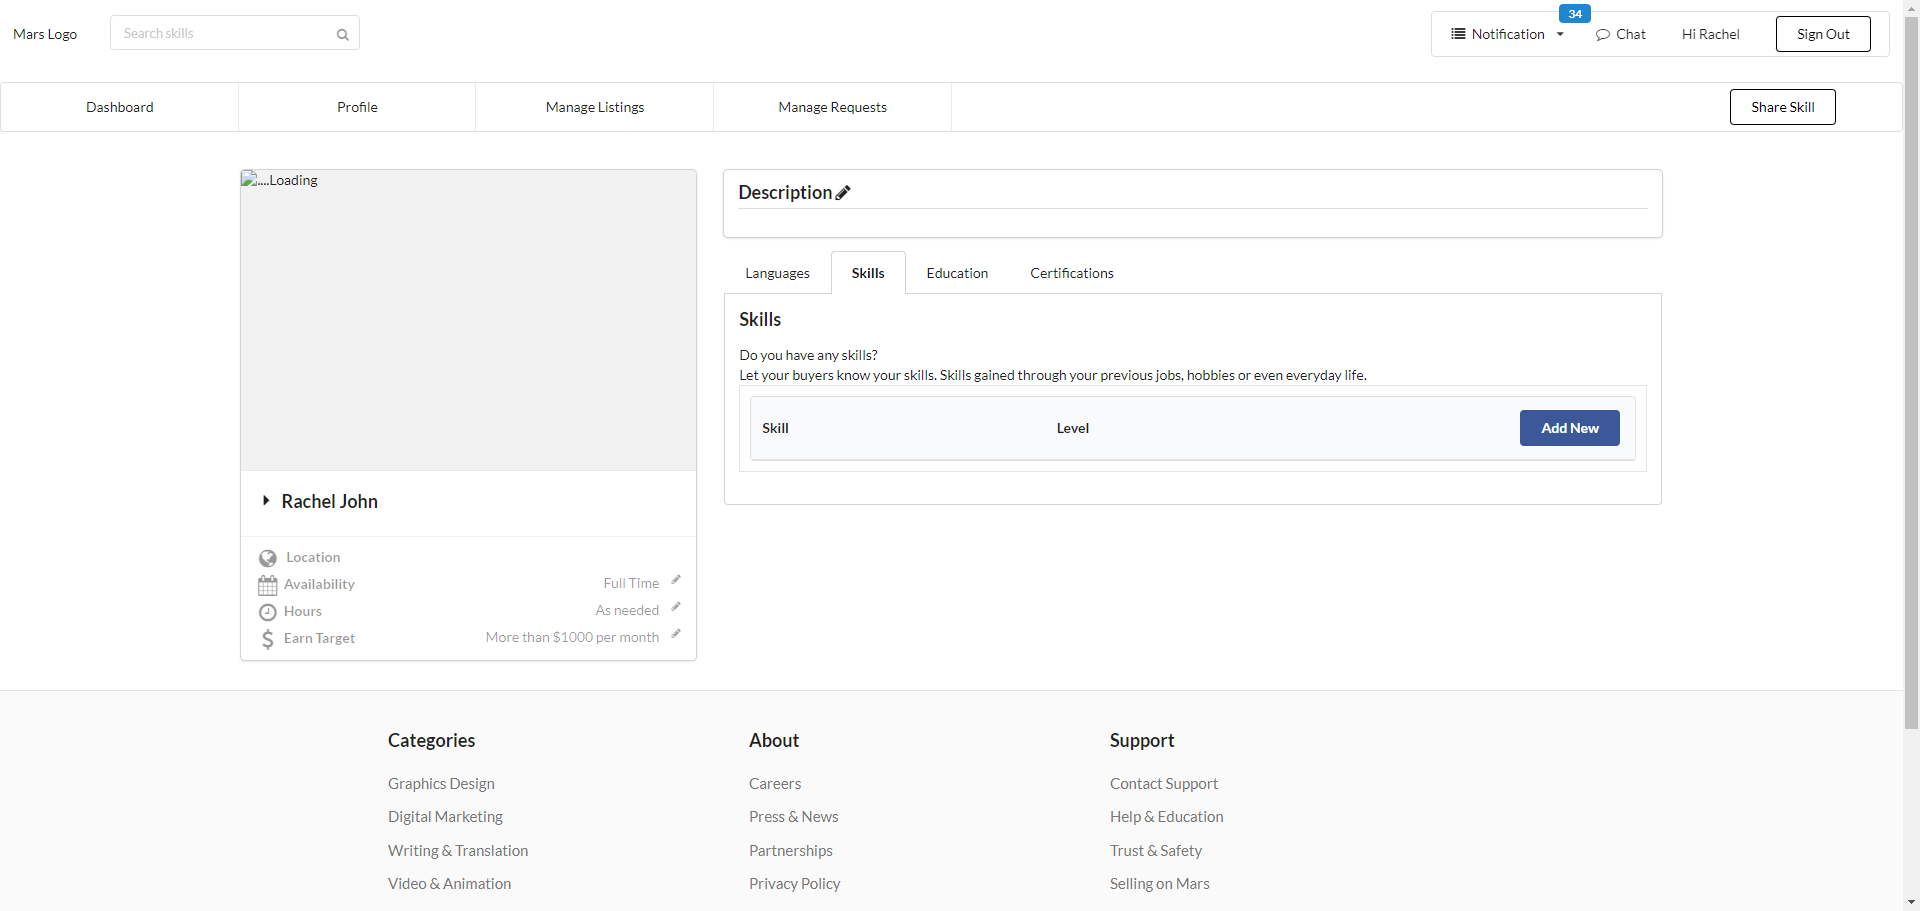 Mars Logo
Search skills
34
Notification
Chat
Hi Rachel
Sign Out
Dashboard
Profile
Manage Listings
Manage Requests
Share Skill
....Loading
Rachel John
Location
Availability
Full Time
Hours
As needed
Earn Target
More than $1000 per month
Description
Languages
Skills
Education
Certifications
Skills
Do you have any skills?
Let your buyers know your skills. Skills gained through your previous jobs, hobbies or even everyday life.
Skill
Level
Add New
Categories
Graphics Design
Digital Marketing
Writing & Translation
Video & Animation
About
Careers
Press & News
Partnerships
Privacy Policy
Support
Contact Support
Help & Education
Trust & Safety
Selling on Mars